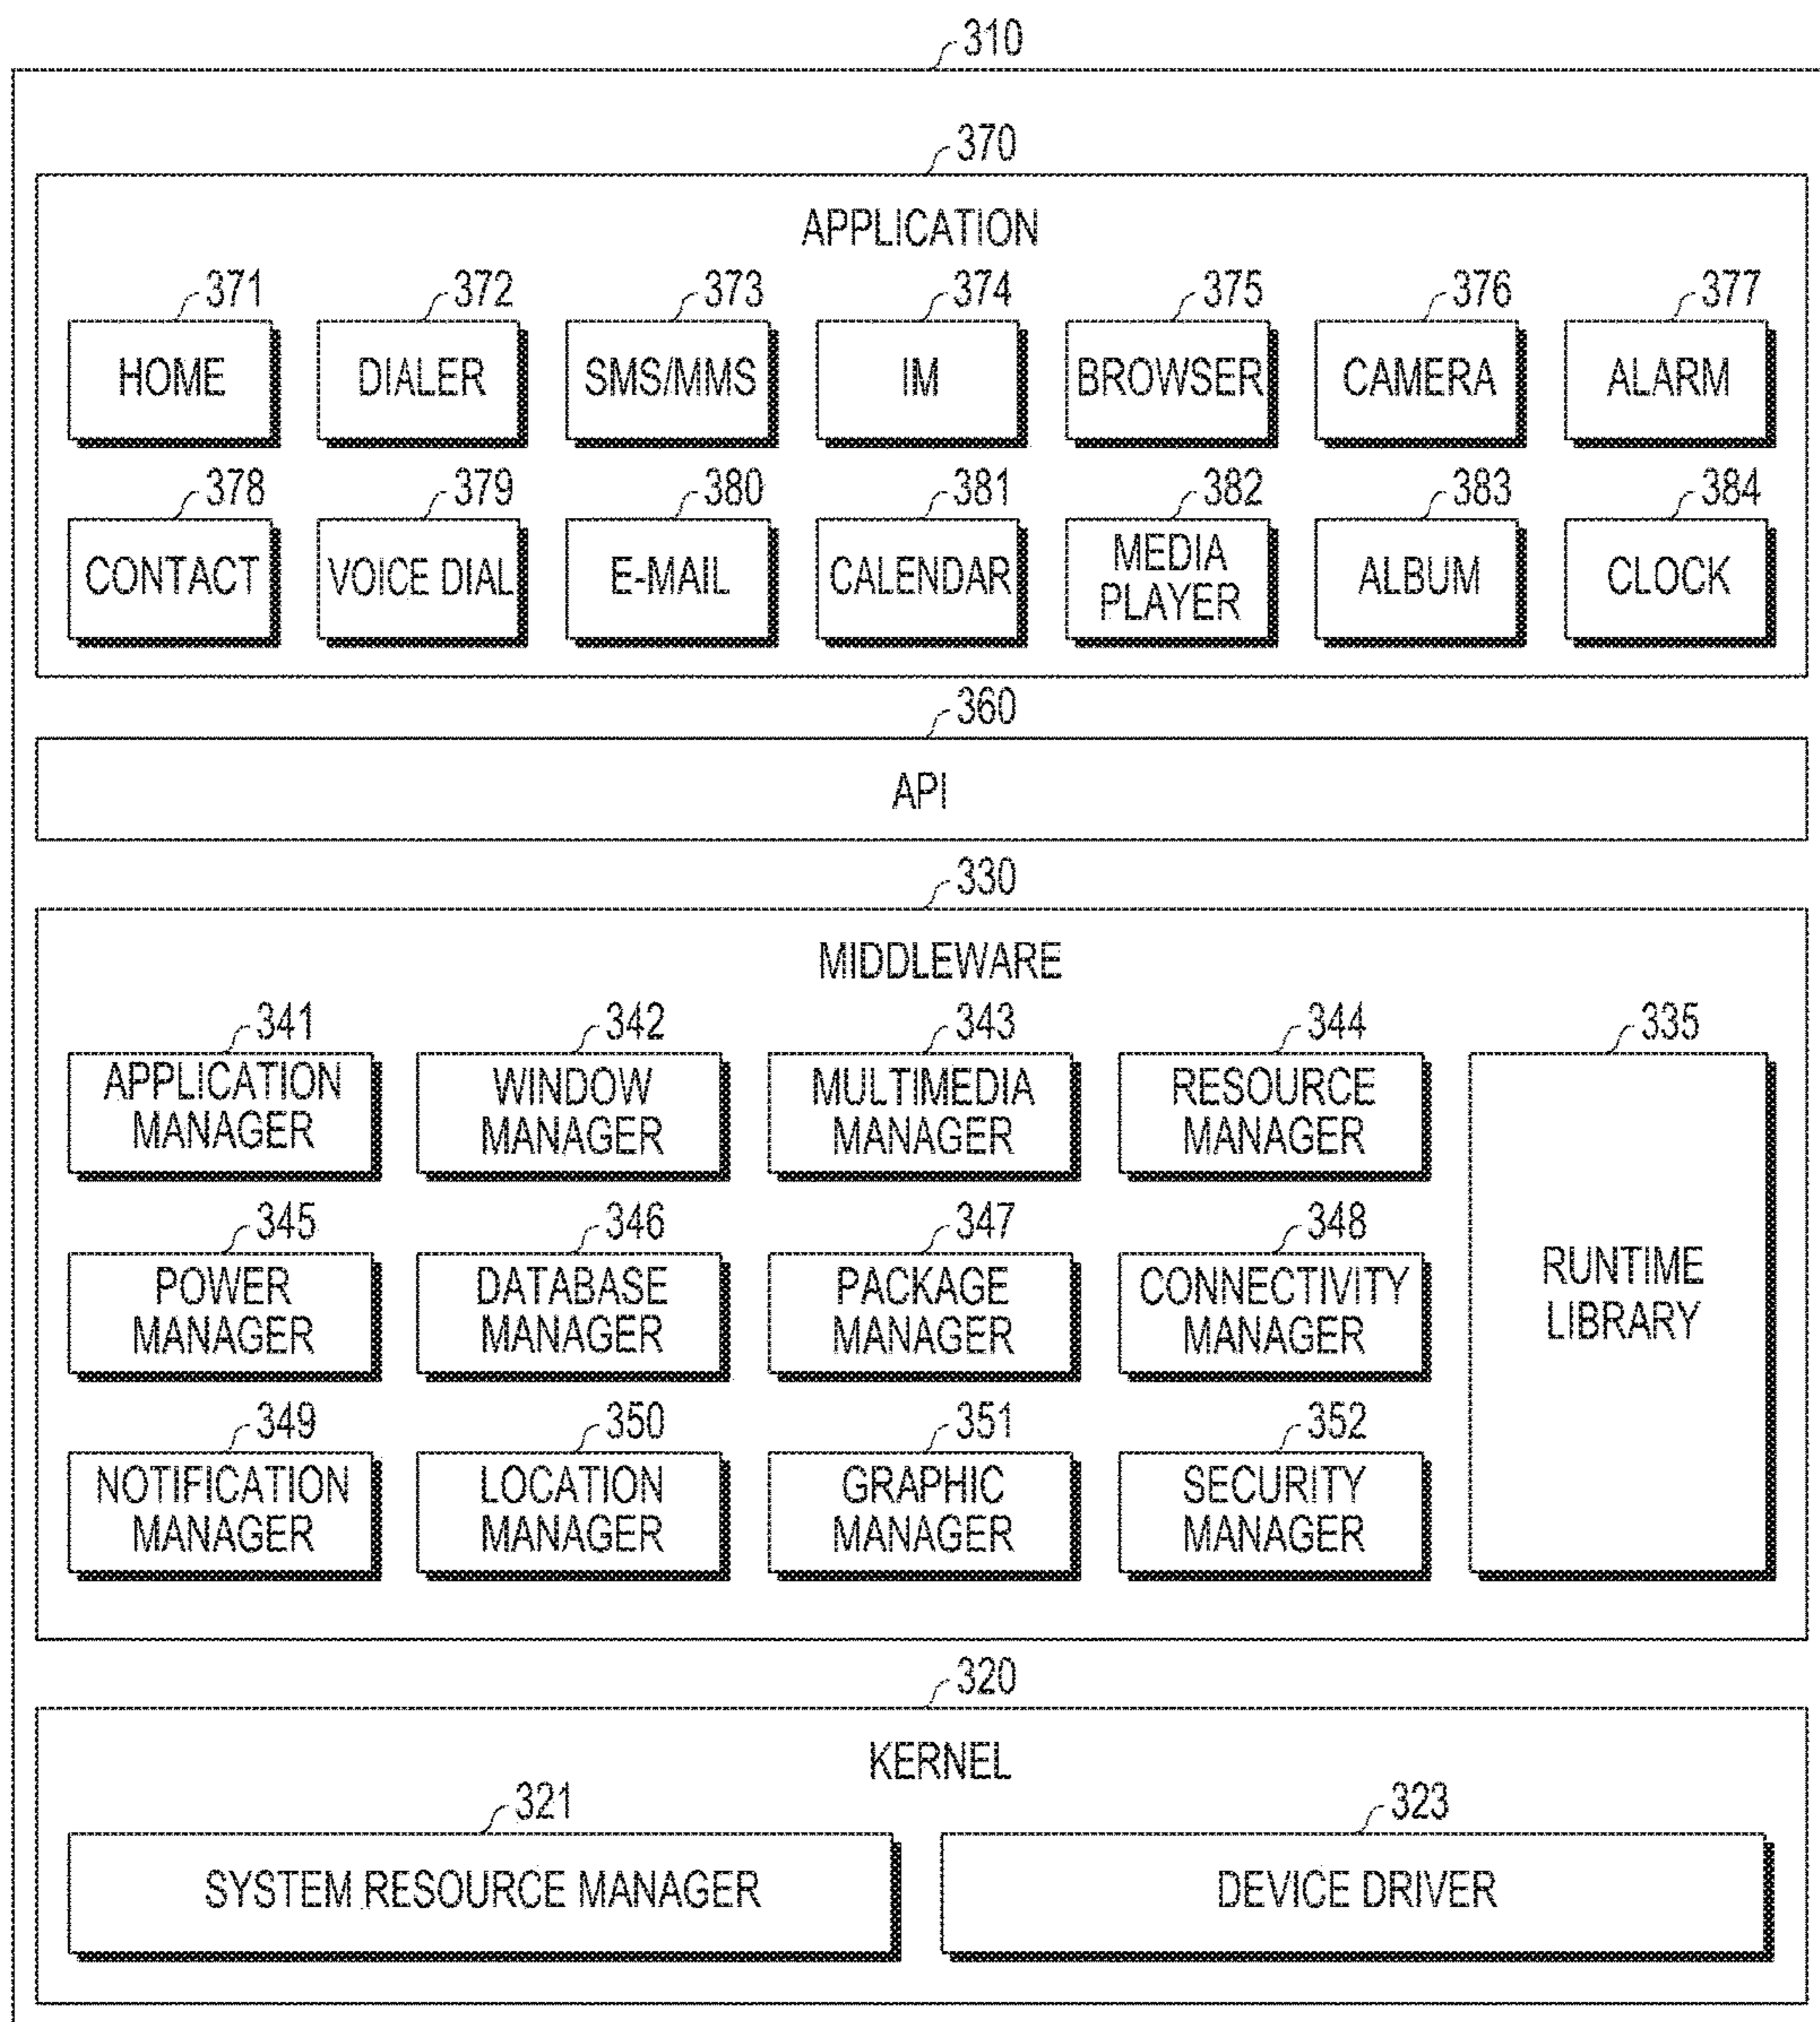 310
370
APPLICATION
371 372 373 374 375 376 377
HOME DIALER SMS/MMS IM BROWSER CAMERA ALARM
378 379 380 381 382 383 384
CONTACT VOICE DIAL E-MAIL CALENDAR MEDIA PLAYER ALBUM CLOCK
360
API
330
MIDDLEWARE
341 342 343 344 335
APPLICATION MANAGER WINDOW MANAGER MULTIMEDIA MANAGER RESOURCE MANAGER
345 346 347 348
POWER MANAGER DATABASE MANAGER PACKAGE MANAGER CONNECTIVITY MANAGER RUNTIME LIBRARY
349 350 351 352
NOTIFICATION MANAGER LOCATION MANAGER GRAPHIC MANAGER SECURITY MANAGER
320
KERNEL
321 323
SYSTEM RESOURCE MANAGER DEVICE DRIVER